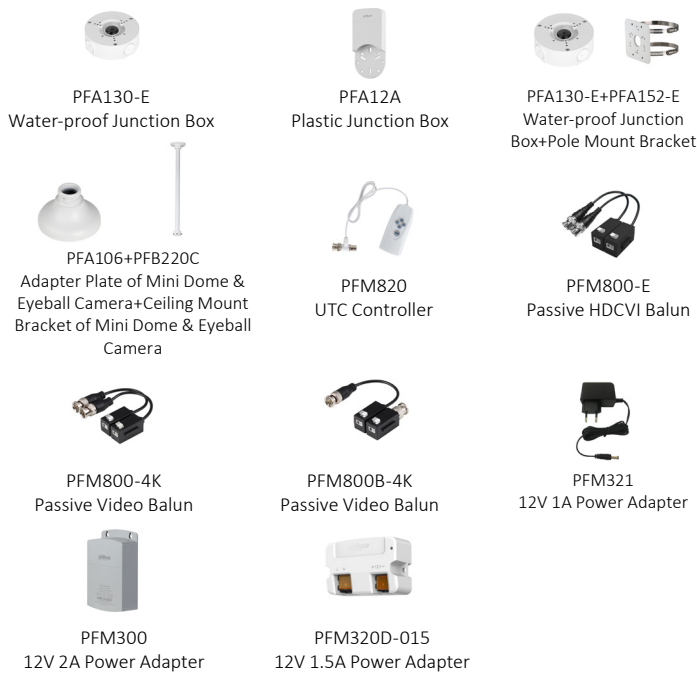 PFA130-E
Water-proof Junction Box
PFA12A
Plastic Junction Box
PFA130-E+PFA152-E
Water-proof Junction
Box+Pole Mount Bracket
PFA106+PFB220C
Adapter Plate of Mini Dome &
Eyeball Camera+Ceiling Mount
Bracket of Mini Dome & Eyeball
Camera
PFM820
UTC Controller
PFM800-E
Passive HDCVI Balun
PFM800-4K
Passive Video Balun
PFM800B-4K
Passive Video Balun
PFM321
12V 1A Power Adapter
PFM300
12V 2A Power Adapter
PFM320D-015
12V 1.5A Power Adapter